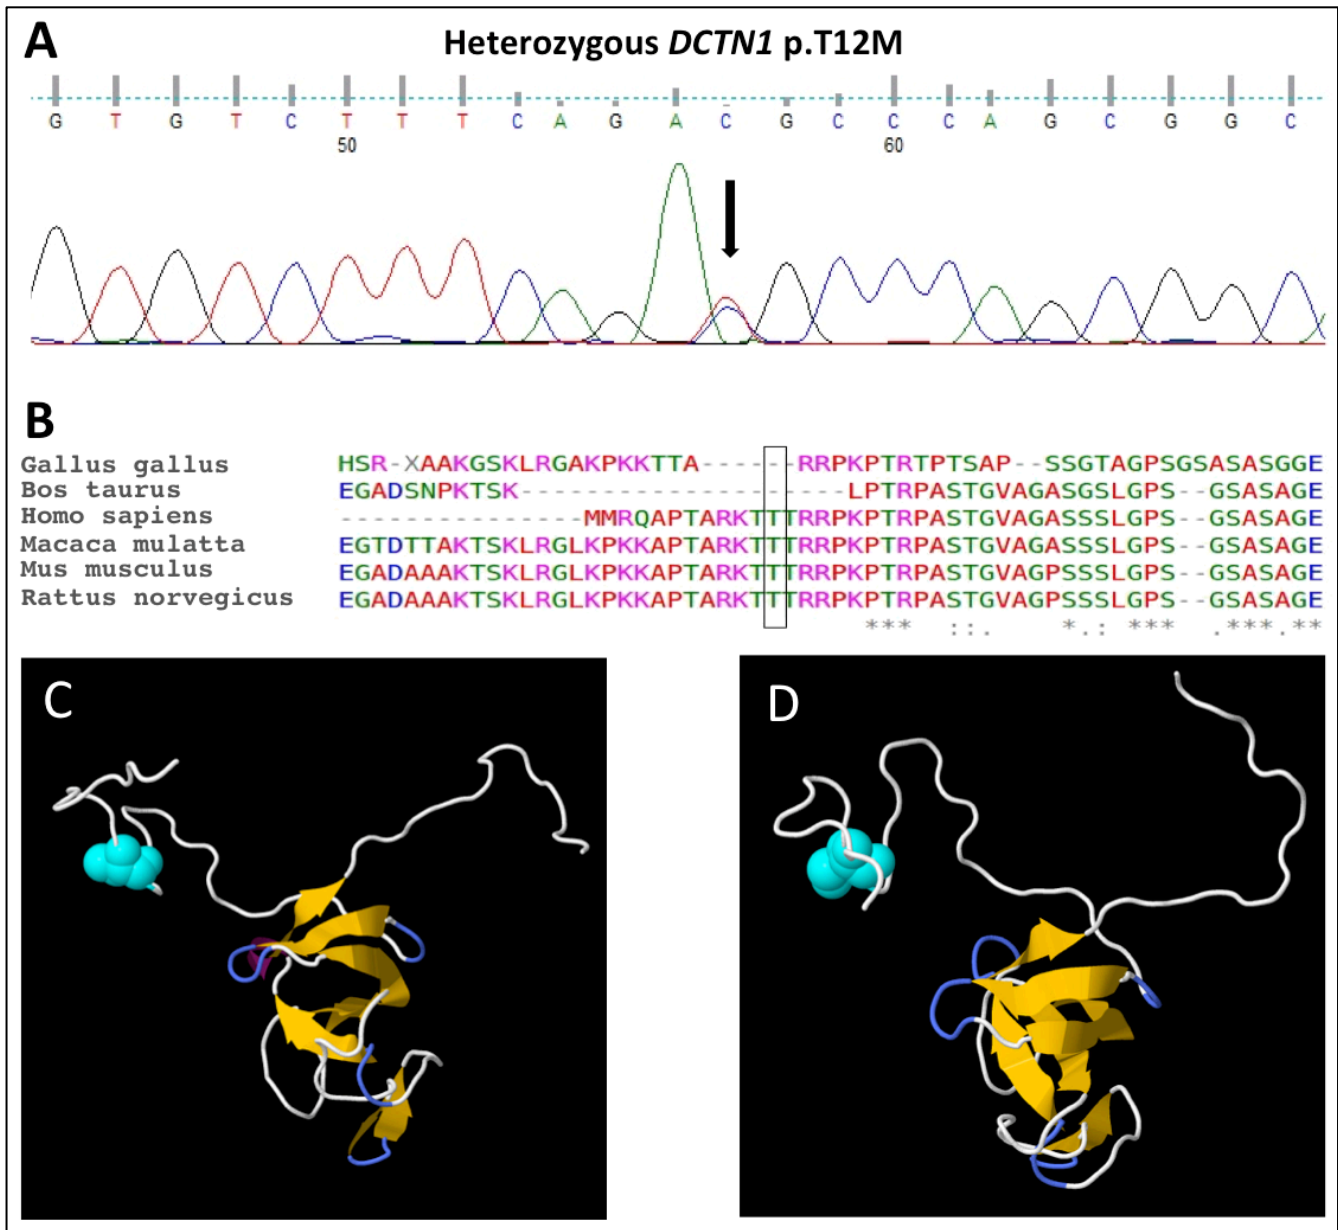 A
Heterozygous DCTN1 p.T12M
G T G T C T T T C A G A C G C C C A G C G G C
50 60
B
Gallus gallus HSR-XAAKGSKLRGAKPKKTTA------RRPKPTRTPTSAP--SSGTAGPSGSASASGGE
Bos taurus EGADSNPKTSK--------------------LPTRPASTGVAGASGSLGPS--GSASAGE
Homo sapiens ---------------MMRQAPTARKTTTRRPKPTRPASTGVAGASSSLGPS--GSASAGE
Macaca mulatta EGTDTTAKTSKLRGLKPKKAPTARKTTTRRPKPTRPASTGVAGASSSLGPS--GSASAGE
Mus musculus EGADAAAKTSKLRGLKPKKAPTARKTTTRRPKPTRPASTGVAGPSSSLGPS--GSASAGE
Rattus norvegicus EGADAAAKTSKLRGLKPKKAPTARKTTTRRPKPTRPASTGVAGPSSSLGPS--GSASAGE
*** ::. *.: *** .***.**
C D